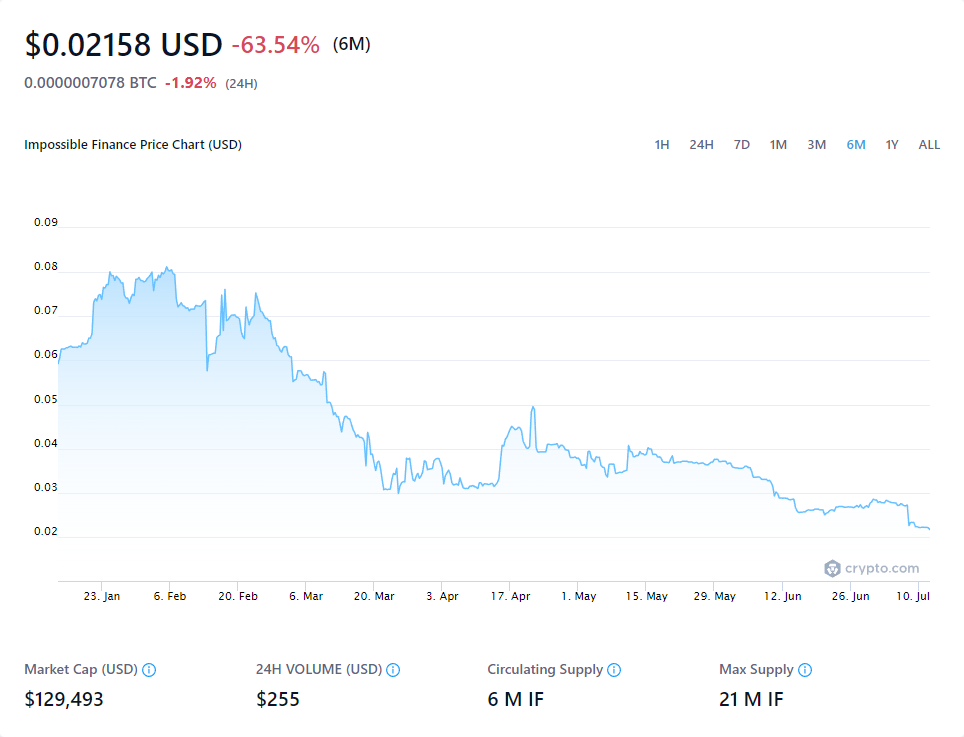 $0.02158 USD -63.54% (6M)
0.0000007078 BTC -1.92% (24H)
Impossible Finance Price Chart (USD) 1H 24H 7D 1M 3M 6M 1Y ALL
0.09
0.08
0.07
0.06
0.05
0.04
0.03
0.02
crypto.com
23. Jan 6. Feb 20. Feb 6. Mar 20. Mar 3. Apr 17. Apr 1. May 15. May 29. May 12. Jun 26. Jun 10. Jul
Market Cap (USD) 24H VOLUME (USD) Circulating Supply Max Supply
$129,493 $255 6 M IF 21 M IF